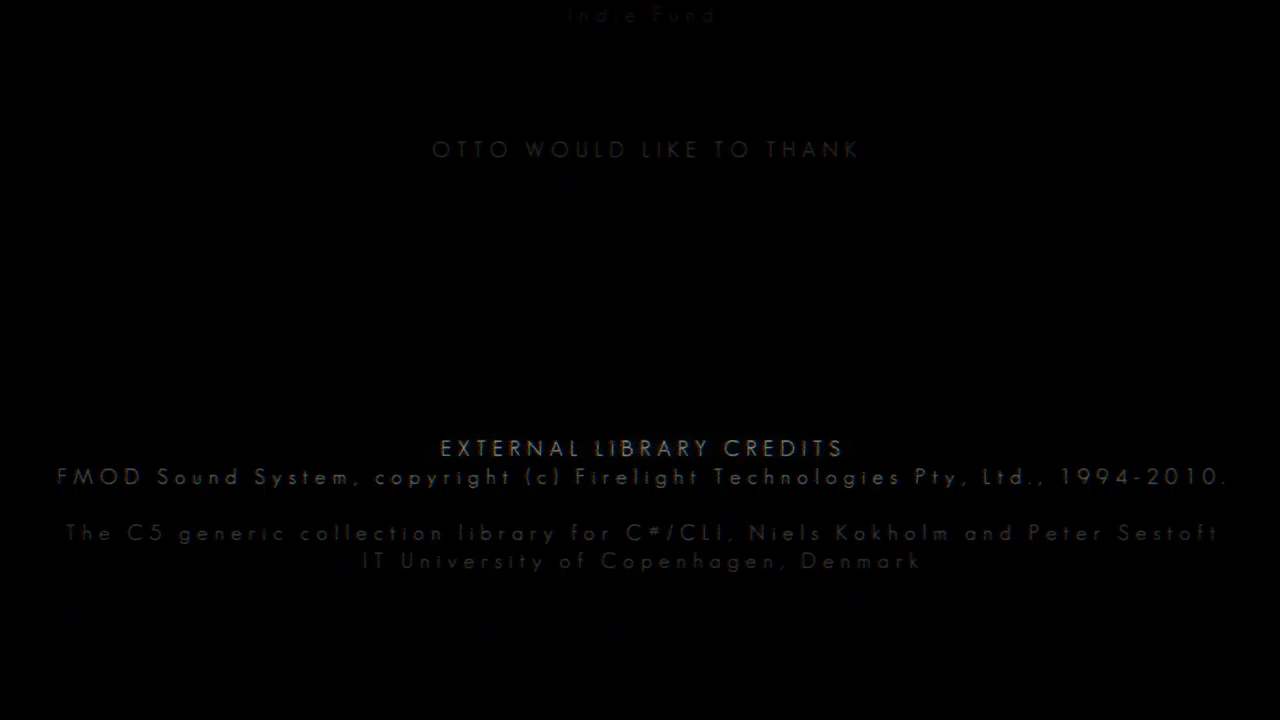 Indie Fund
OTTO WOULD LIKE TO THANK
EXTERNAL LIBRARY CREDITS
FMOD Sound System, copyright (c) Firelight Technologies Pty, Ltd., 1994-2010.
The C5 generic collection library for C#/CLI, Niels Kokholm and Peter Sestoft
IT University of Copenhagen, Denmark